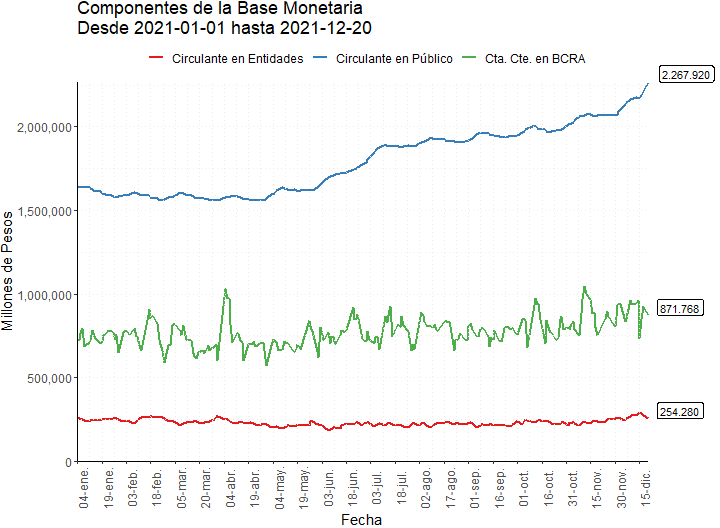 Componentes de la Base Monetaria
Desde 2021-01-01 hasta 2021-12-20
Circulante en Entidades Circulante en Público Cta. Cte. en BCRA
2.267.920
2,000,000
1,500,000
1,000,000
871.768
500,000
254.280
0
Millones de Pesos
04-ene.
19-ene.
03-feb.
18-feb.
05-mar.
20-mar.
04-abr.
19-abr.
04-may.
19-may.
03-jun.
18-jun.
03-jul.
18-jul.
02-ago.
17-ago.
01-sep.
16-sep.
01-oct.
16-oct.
31-oct.
15-nov.
30-nov.
15-dic.
Fecha